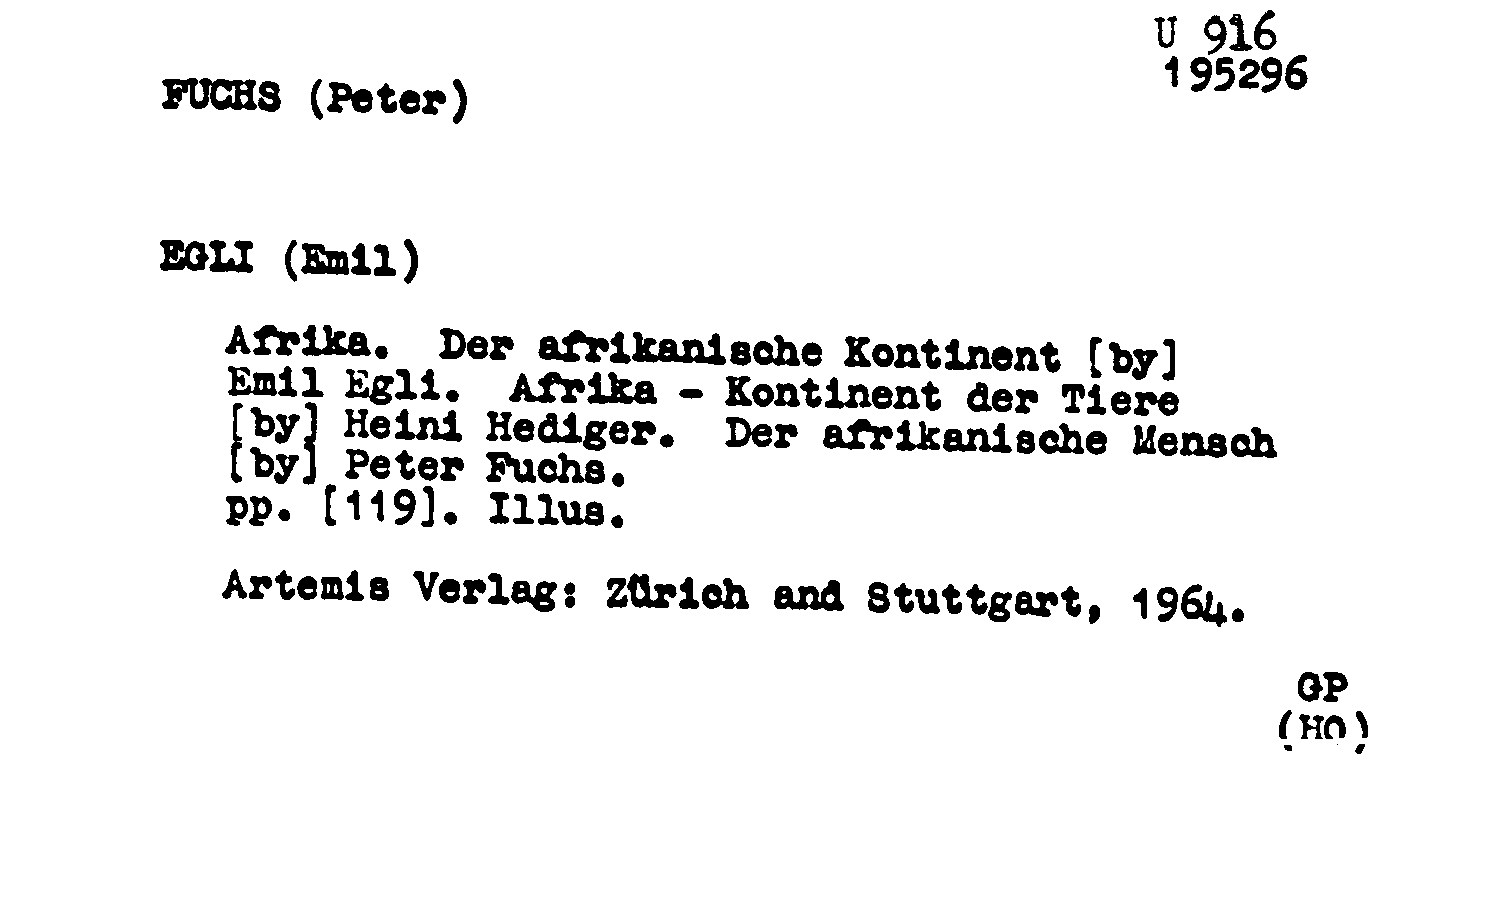 U 916
195296
FUCHS (Peter)
EGLI (Emil)
Afrika. Der afrikanische Kontinent [by]
Emil Egli. Afrika - Kontinent der Tiere
[by] Heini Hediger. Der afrikanische Mensch
[by] Peter Fuchs.
pp. [119]. Illus.
Artemis Verlag: Zürich and Stuttgart, 1964.
GP
(HO)